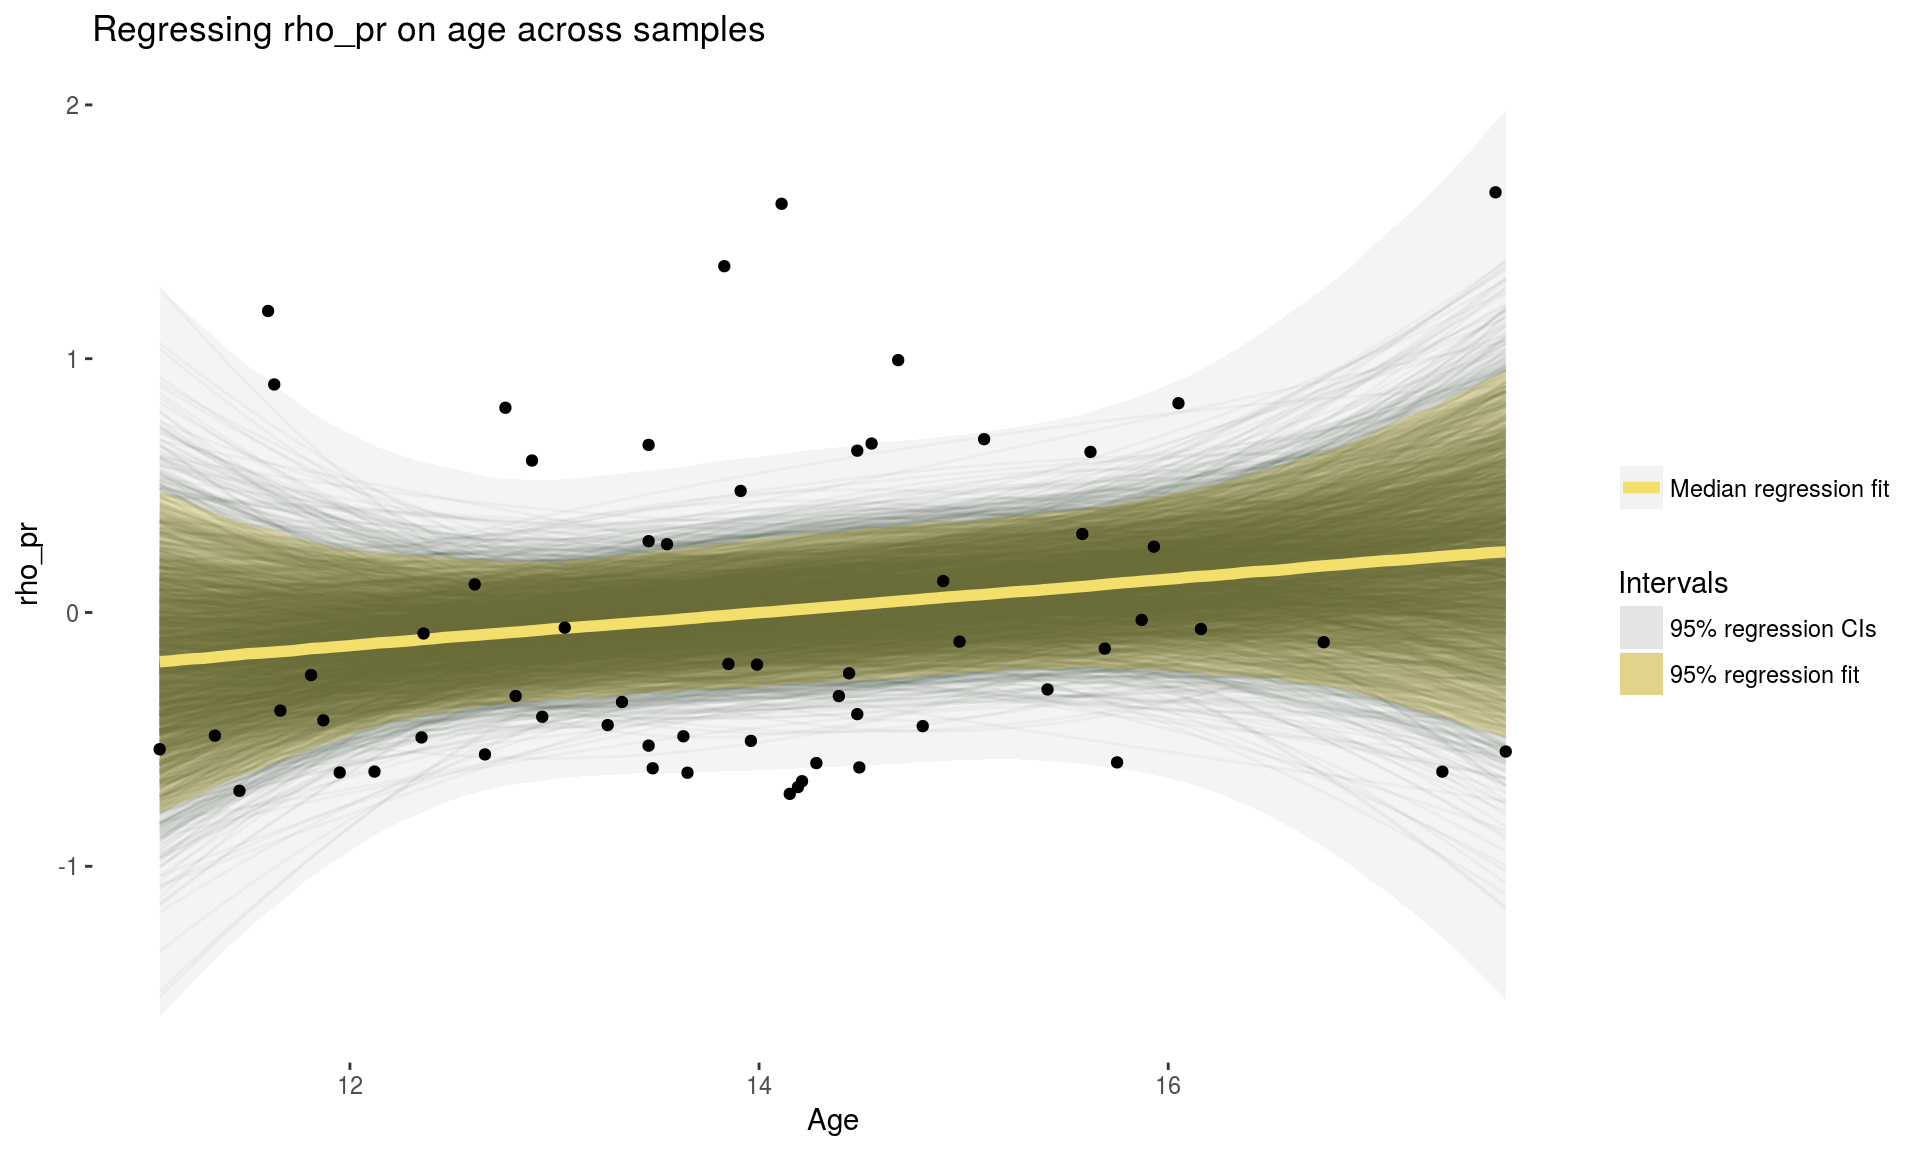 Regressing rho_pr on age across samples
2
1
0
-1
rho_pr
12
14
16
Age
Median regression fit
Intervals
95% regression CIs
95% regression fit